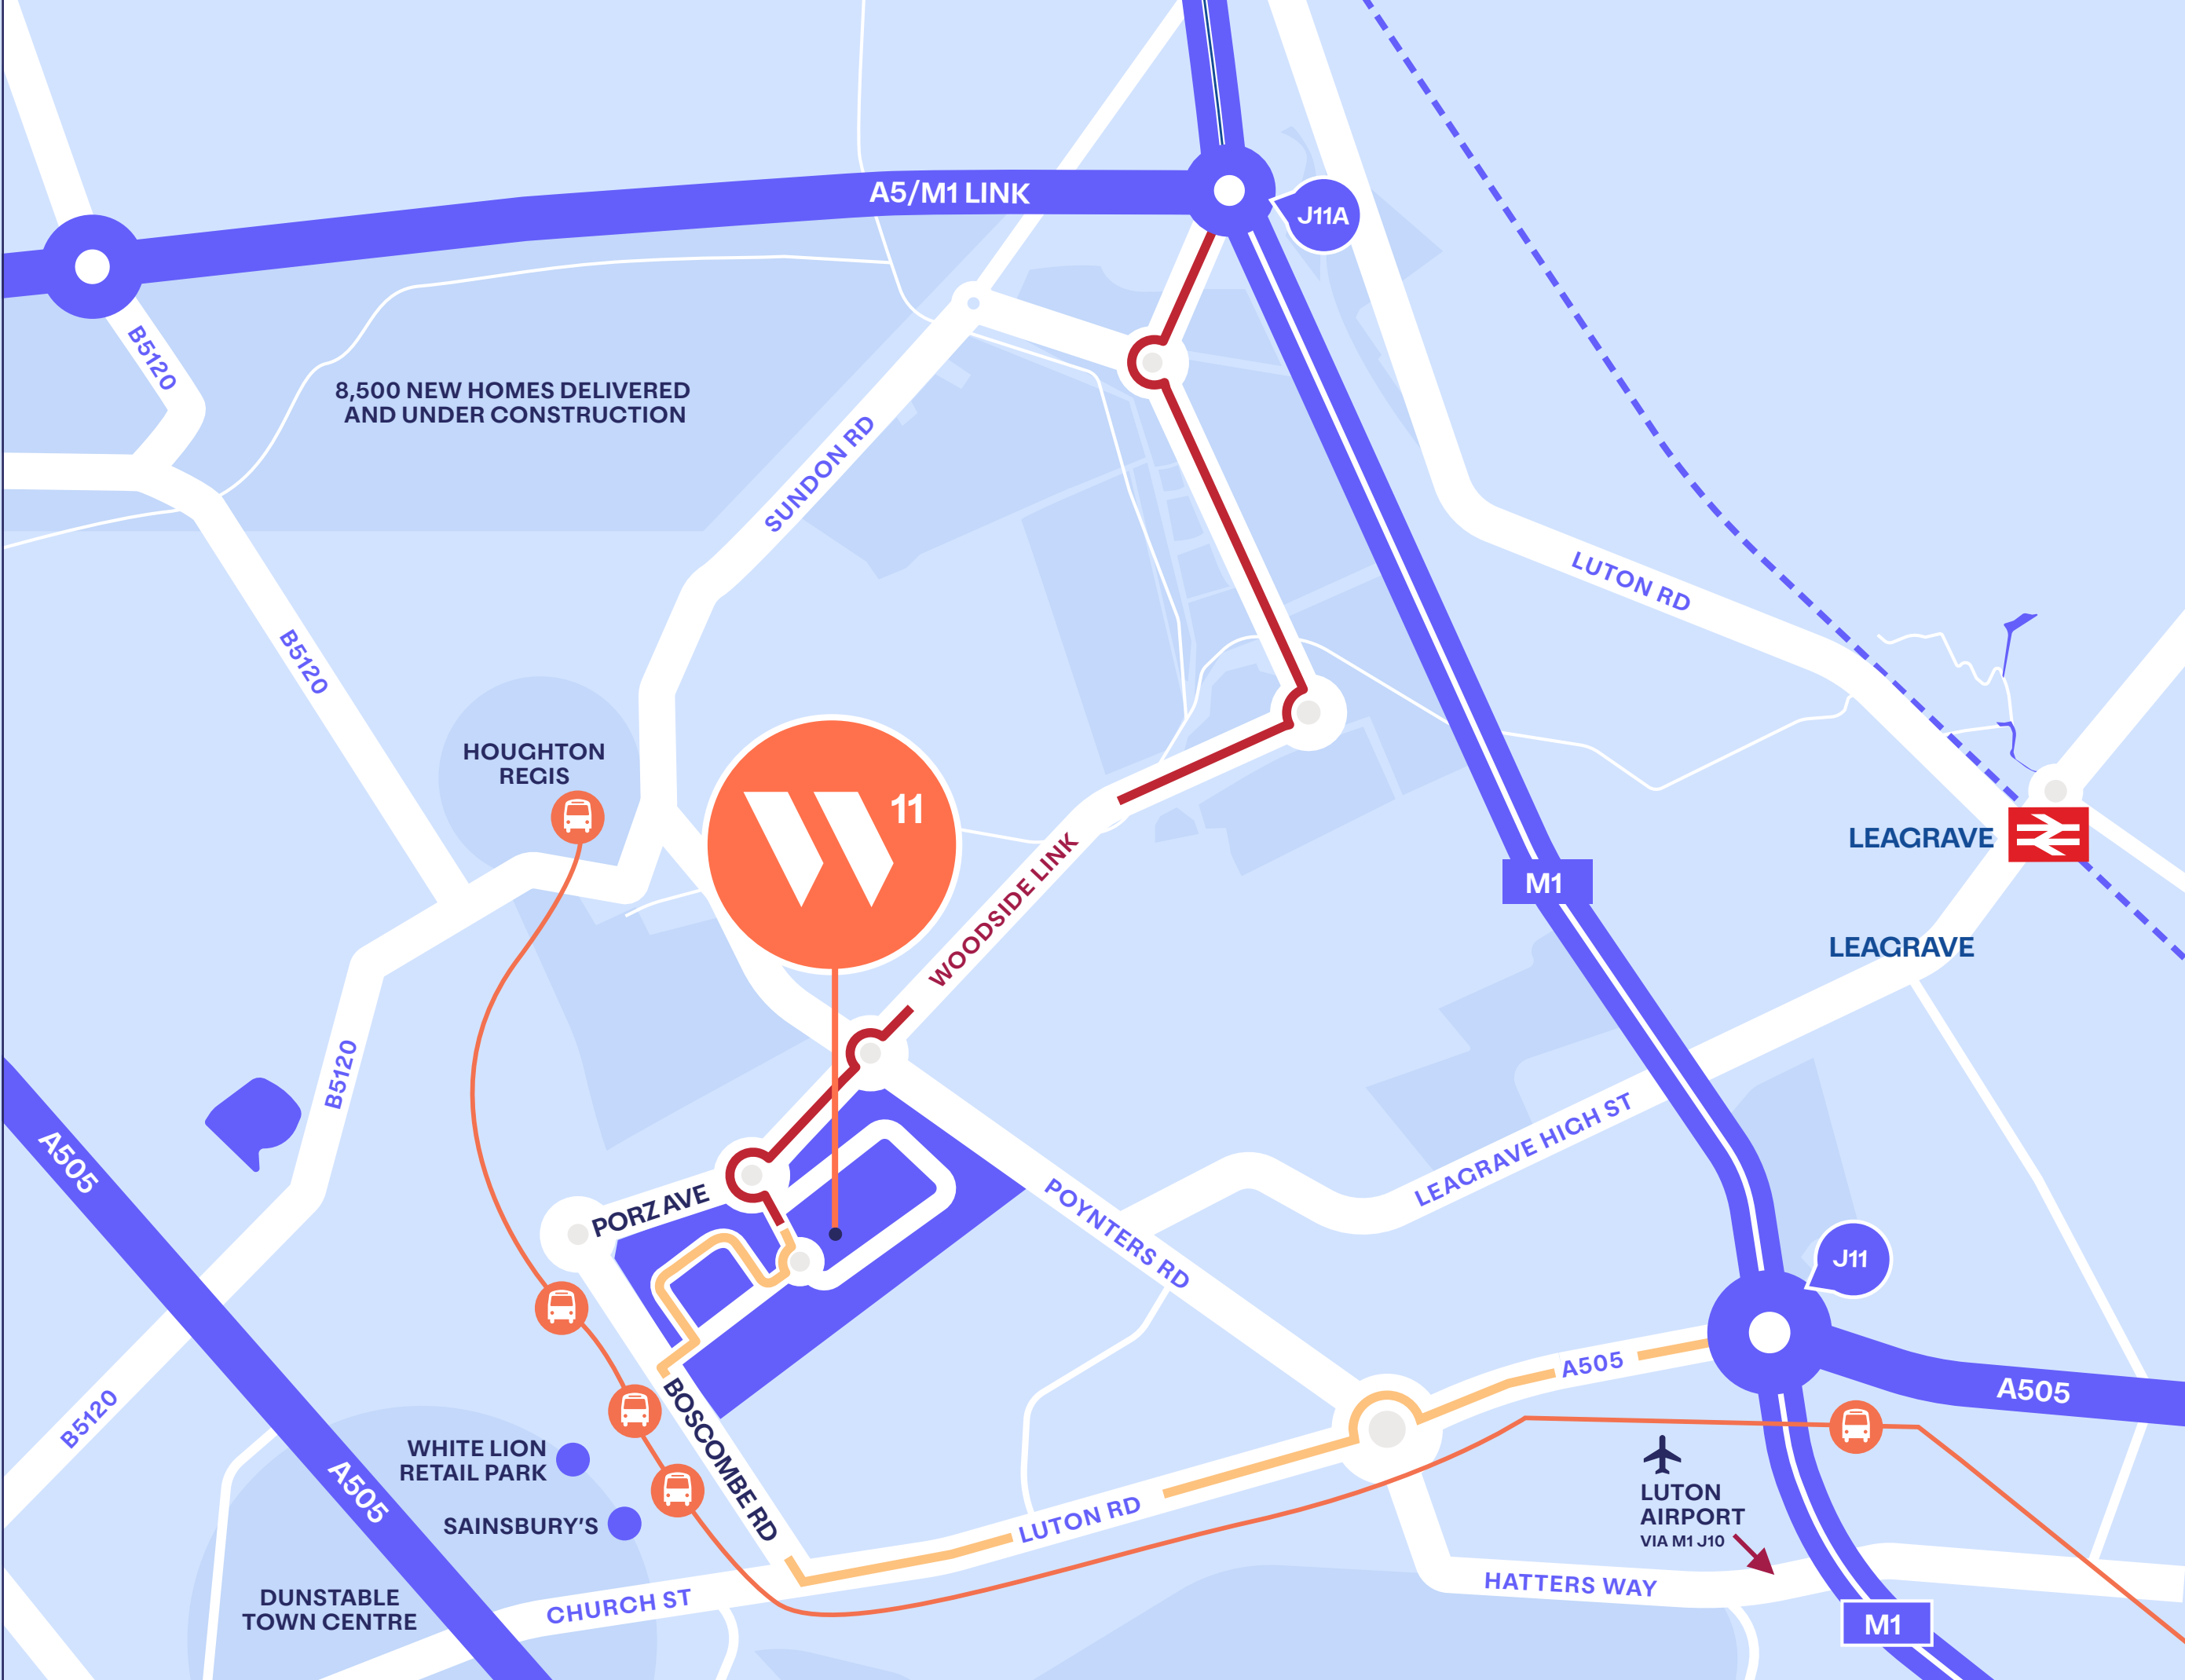 A5/M1 LINK
J11A
B5120
8,500 NEW HOMES DELIVERED
AND UNDER CONSTRUCTION
SUNDON RD
LUTON RD
B5120
HOUGHTON
REGIS
11
WOODSIDE LINK
M1
LEAGRAVE
LEAGRAVE
B5120
A505
LEAGRAVE HIGH ST
PORZ AVE
POYNTERS RD
J11
A505
A505
B5120
BOSCOMBE RD
WHITE LION
RETAIL PARK
A505
SAINSBURY'S
LUTON RD
LUTON
AIRPORT
VIA M1 J10
HATTERS WAY
DUNSTABLE
TOWN CENTRE
CHURCH ST
M1